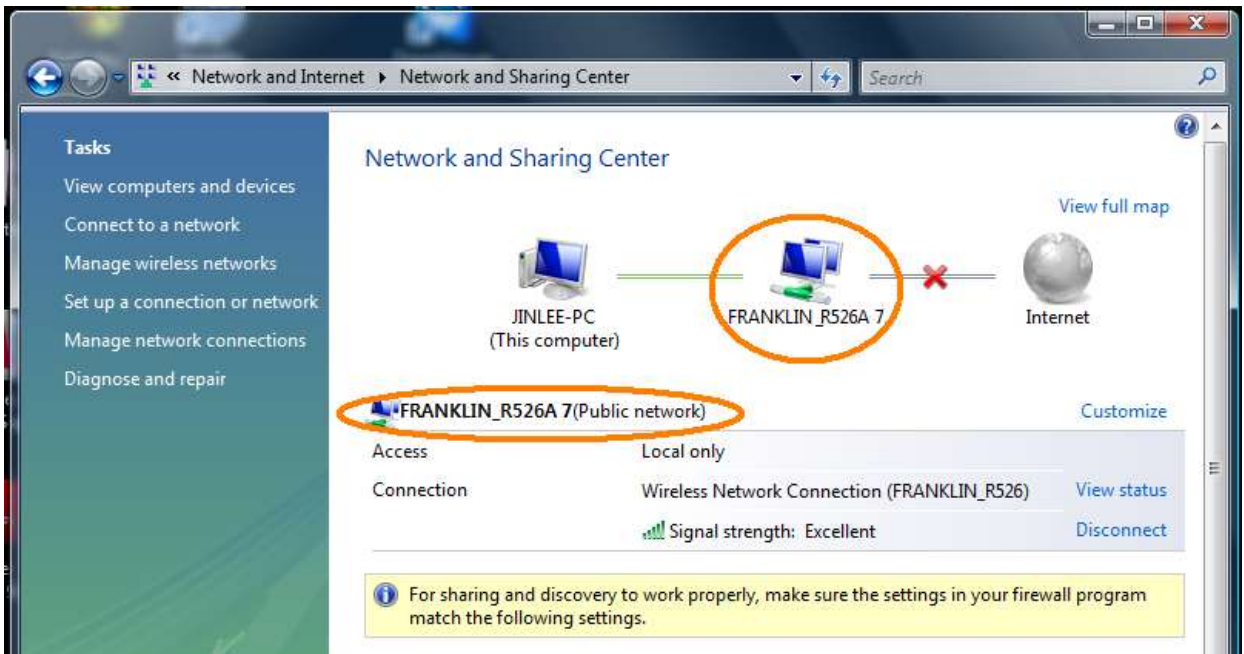 « Network and Internet ▸ Network and Sharing Center
Search
Tasks
View computers and devices
Connect to a network
Manage wireless networks
Set up a connection or network
Manage network connections
Diagnose and repair
Network and Sharing Center
View full map
JINLEE-PC
(This computer)
FRANKLIN_R526A 7
Internet
FRANKLIN_R526A 7(Public network)
Customize
Access Local only
Connection Wireless Network Connection (FRANKLIN_R526) View status
Signal strength: Excellent Disconnect
For sharing and discovery to work properly, make sure the settings in your firewall program
match the following settings.